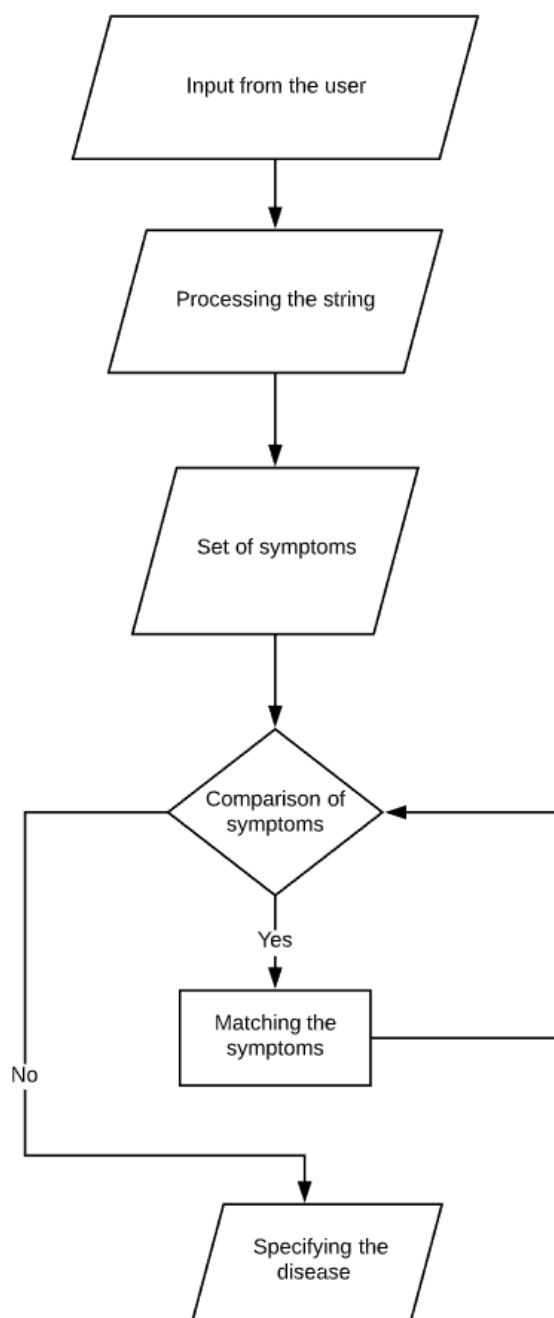 Input from the user
Processing the string
Set of symptoms
Comparison of
symptoms
Yes
Matching the
symptoms
No
Specifying the
disease